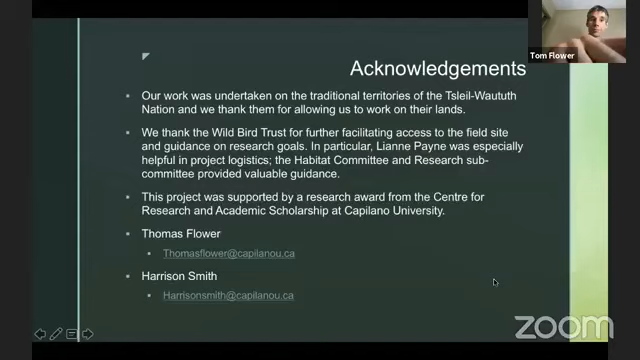 Tom Flower
Acknowledgements
Our work was undertaken on the traditional territories of the Tsleil-Waututh
Nation and we thank them for allowing us to work on their lands.
We thank the Wild Bird Trust for further facilitating access to the field site
and guidance on research goals. In particular, Lianne Payne was especially
helpful in project logistics; the Habitat Committee and Research sub-
committee provided valuable guidance.
This project was supported by a research award from the Centre for
Research and Academic Scholarship at Capilano University.
Thomas Flower
Thomasflower@capilanou.ca
Harrison Smith
Harrisonsmith@capilanou.ca
zoom